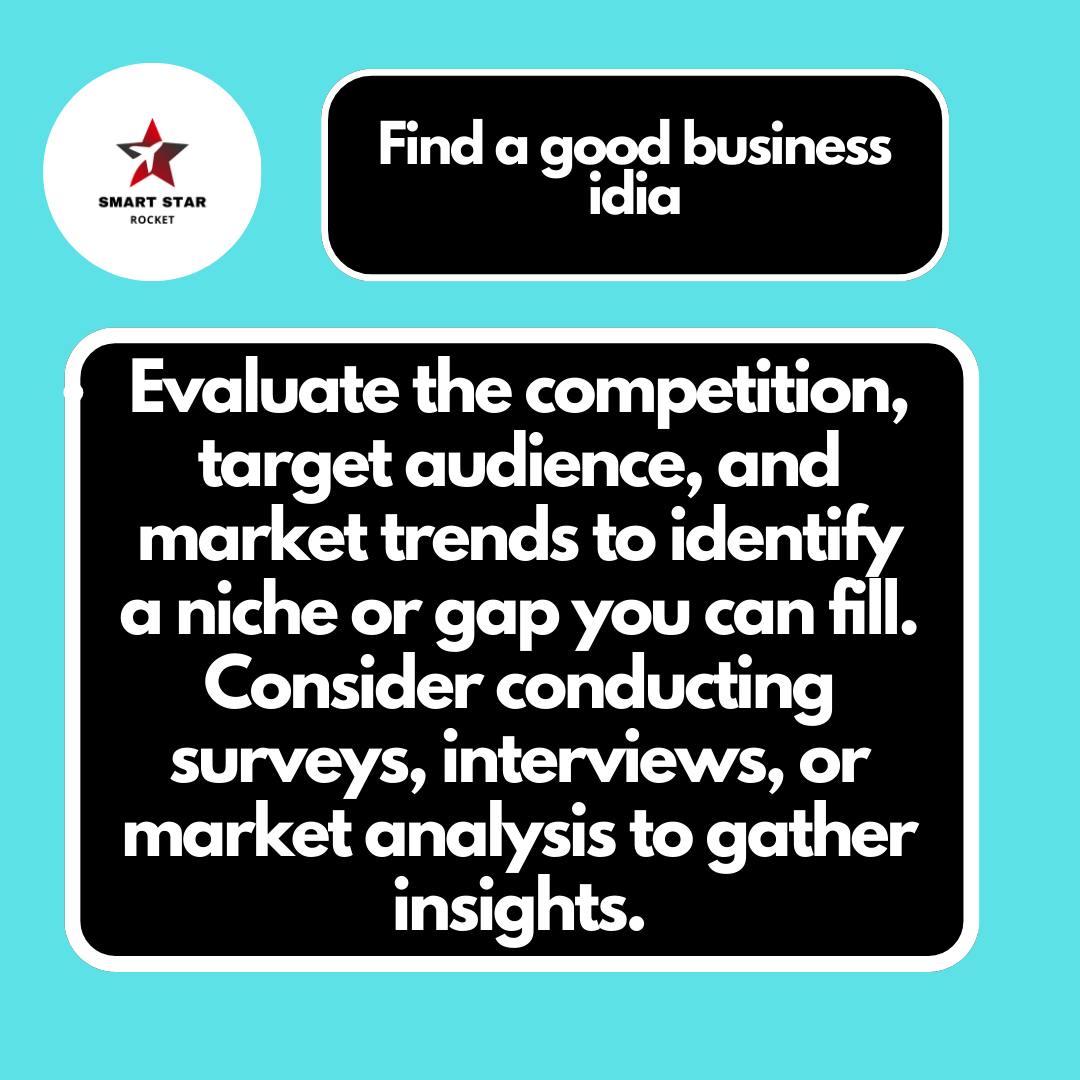 SMART STAR
ROCKET
Find a good business
idia
Evaluate the competition,
target audience, and
market trends to identify
a niche or gap you can fill.
Consider conducting
surveys, interviews, or
market analysis to gather
insights.